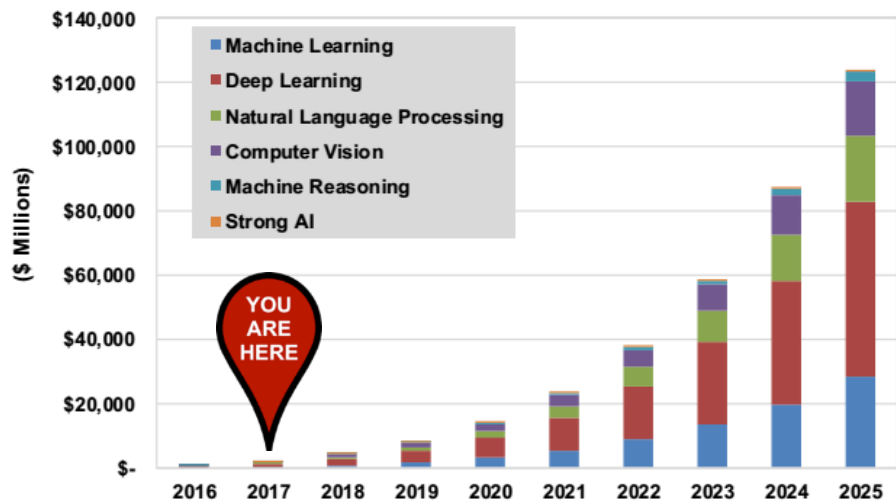 $140,000
$120,000
$100,000
$80,000
$60,000
$40,000
$20,000
$-
($ Millions)
Machine Learning
Deep Learning
Natural Language Processing
Computer Vision
Machine Reasoning
Strong AI
YOU
ARE
HERE
2016 2017 2018 2019 2020 2021 2022 2023 2024 2025